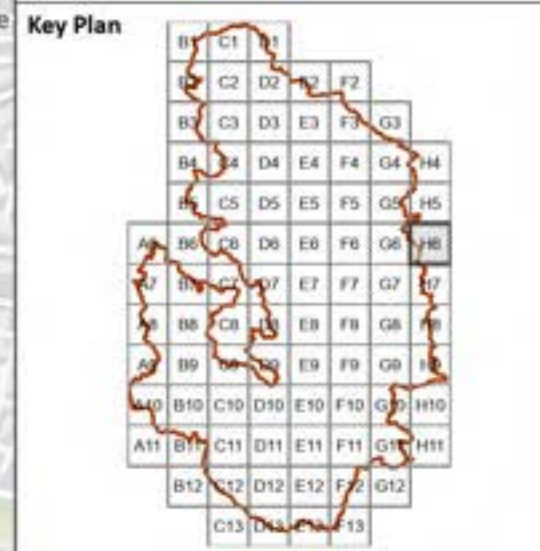 e
Key Plan
B1 C1 D1
B2 C2 D2 E2 F2
B3 C3 D3 E3 F3 G3
B4 C4 D4 E4 F4 G4 H4
B5 C5 D5 E5 F5 G5 H5
A6 B6 C6 D6 E6 F6 G6 H6
A7 B7 C7 D7 E7 F7 G7 H7
A8 B8 C8 D8 E8 F8 G8 H8
A9 B9 C9 D9 E9 F9 G9 H9
A10 B10 C10 D10 E10 F10 G10 H10
A11 B11 C11 D11 E11 F11 G11 H11
B12 C12 D12 E12 F12 G12
C13 D13 E13 F13